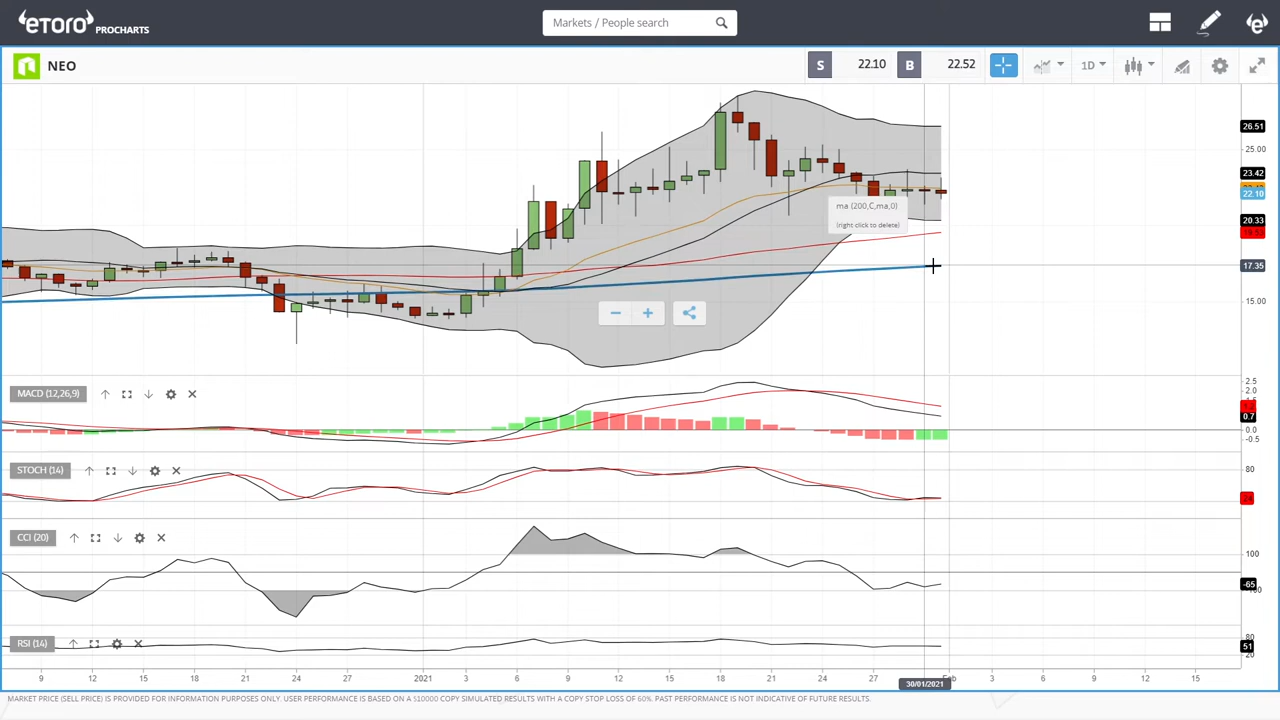 eToro PROCHARTS
Markets / People search
NEO
S 22.10 B 22.52 1D
26.51
25.00
23.42
22.10
20.33
17.35
15.00
ma (200,C,ma,0)
(right click to delete)
MACD (12,26,9)
2.5
2.0
0.7
0.0
-0.5
STOCH (14)
80
24
CCI (20)
100
-65
RSI (14)
80
51
20
9 12 15 18 21 24 27 2021 3 6 9 12 15 18 21 24 27 Feb 3 6 9 12 15
30/01/2021
MARKET PRICE (SELL PRICE) IS PROVIDED FOR INFORMATION PURPOSES ONLY. USER PERFORMANCE IS BASED ON A $10000 COPY SIMULATED RESULTS WITH A COPY STOP LOSS OF 60%. PAST PERFORMANCE IS NOT INDICATIVE OF FUTURE RESULTS.